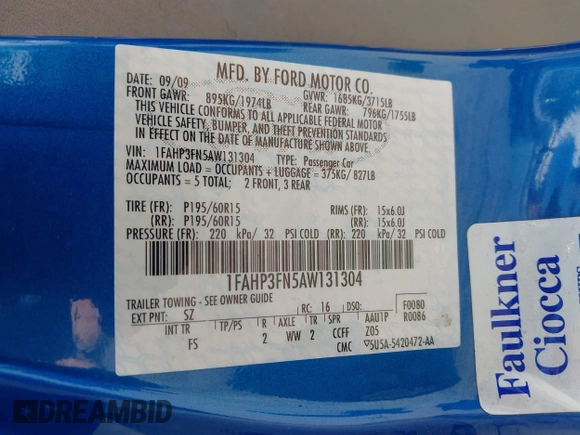 MFD. BY FORD MOTOR CO.
09/09
FRONT GAWR: GVWR: 1685KG/3715LB
895KG/1974LB REAR GAWR: 796KG/1755LB
THIS VEHICLE CONFORMS TO ALL APPLICABLE FEDERAL MOTOR
VEHICLE SAFETY, BUMPER, AND THEFT PREVENTION STANDARDS
IN EFFECT ON THE DATE OF MANUFACTURE SHOWN ABOVE
VIN: 1FAHP3FN5AW131304 TYPE: Passenger Car
MAXIMUM LOAD = OCCUPANTS + LUGGAGE = 375KG/827LB
OCCUPANTS = 5 TOTAL; 2 FRONT, 3 REAR
TIRE: (FR) P195/60R15 RIMS (FR): 15x6.0J
(RR): P195/60R15 (RR): 15x6.0J
PRESSURE (FR): 220 kPa/ 32 PSI COLD (RR): 220 kPa/ 32 PSI COLD
1FAHP3FN5AW131304
TRAILER TOWING - SEE OWNER GUIDE
EXT PNT: SZ RC: 16 DSO: F0080
R0086
INT TR TP/PS R AXLE TR SPR AAU1P
FS 2 WW 2 CCFF Z05
CMC 5U5A-5420472-AA
Faulkner
Ciocca
DREAMBID